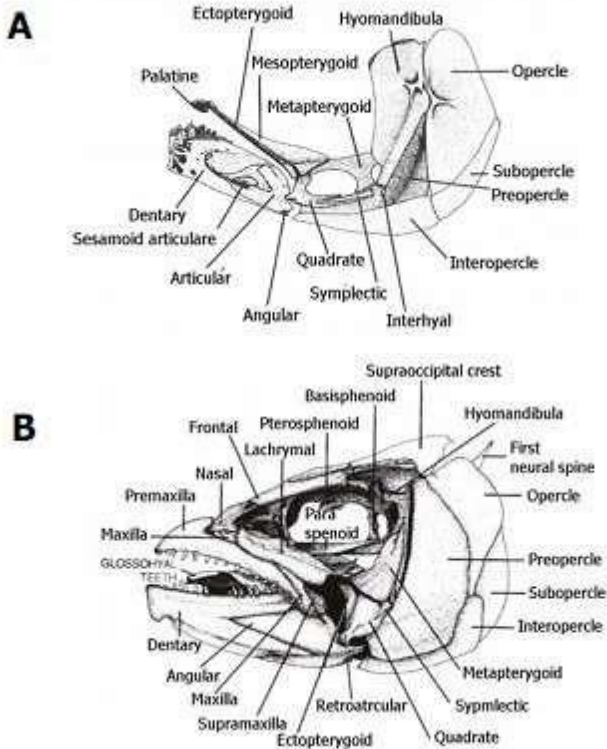 A
Ectopterygoid
Hyomandibula
Mesopterygoid
Opercle
Palatine
Metapterygoid
Subopercle
Dentary
Preopercle
Sesamoid articulare
Quadrate
Interopercle
Articular
Symplectic
Angular
Interhyal
B
Supraoccipital crest
Basisphenoid
Pterosphenoid
Hyomandibula
Frontal
Lachrymal
First
neural spine
Nasal
Opercle
Premaxilla
Para
spenoid
Maxilla
Preopercle
GLOSSOHYAL
TEETH
Subopercle
Interopercle
Dentary
Metapterygoid
Angular
Maxilla
Retroatrcular
Sypmlectic
Supramaxilla
Ectopterygoid
Quadrate